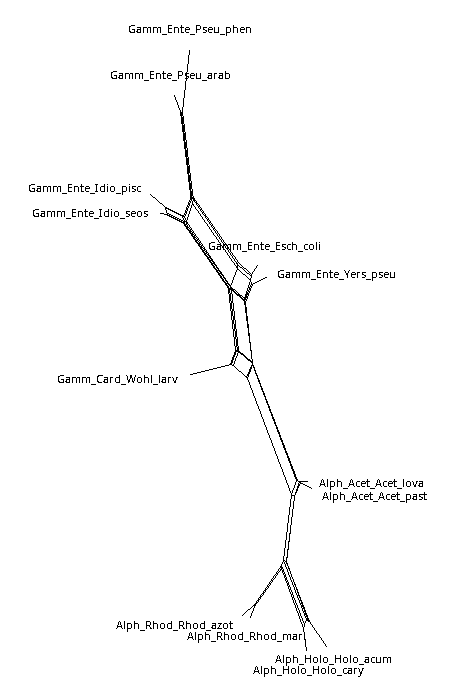 Gamm_Ente_Pseu_phen
Gamm_Ente_Pseu_arab
Gamm_Ente_Idio_pisc
Gamm_Ente_Idio_seos
Gamm_Ente_Esch_coli
Gamm_Ente_Yers_pseu
Gamm_Card_Wohl_larv
Alph_Acet_Acet_lova
Alph_Acet_Acet_past
Alph_Rhod_Rhod_azot
Alph_Rhod_Rhod_mar
Alph_Holo_Holo_acum
Alph_Holo_Holo_cary